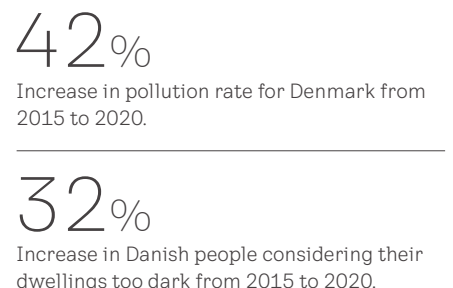 42%
Increase in pollution rate for Denmark from
2015 to 2020.
32%
Increase in Danish people considering their
dwellings too dark from 2015 to 2020.